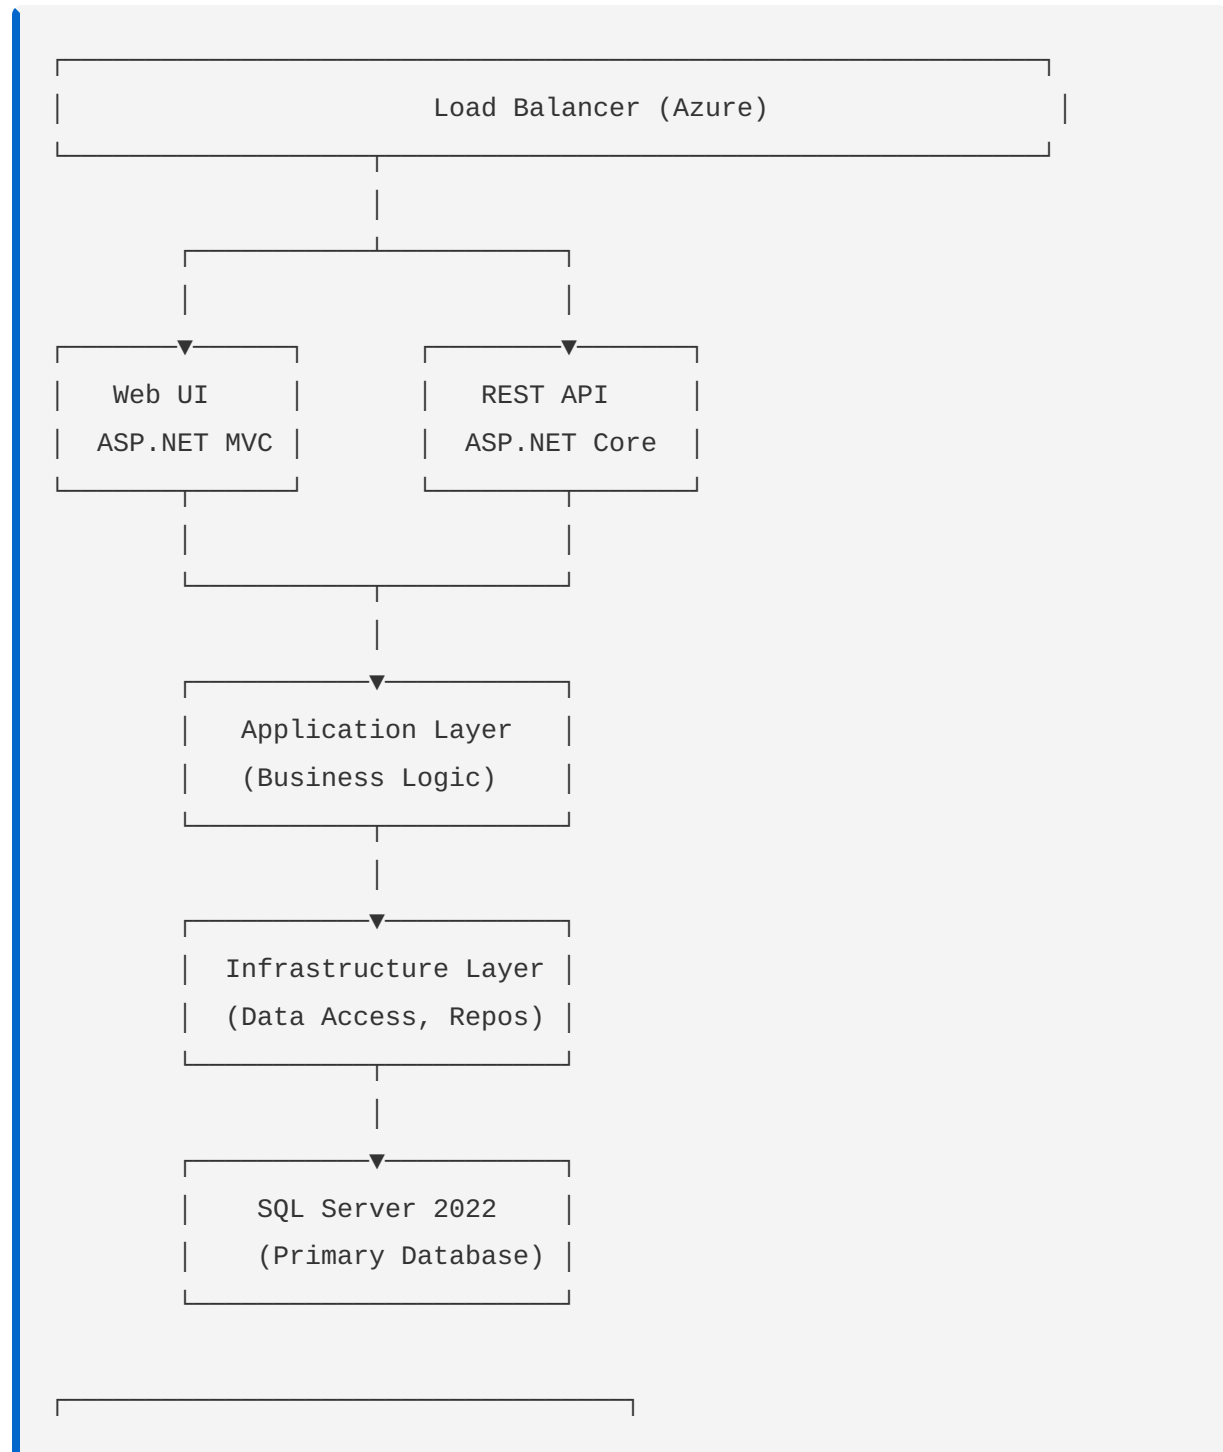 Load Balancer (Azure)
Web UI REST API
ASP.NET MVC ASP.NET Core
Application Layer
(Business Logic)
Infrastructure Layer
(Data Access, Repos)
SQL Server 2022
(Primary Database)